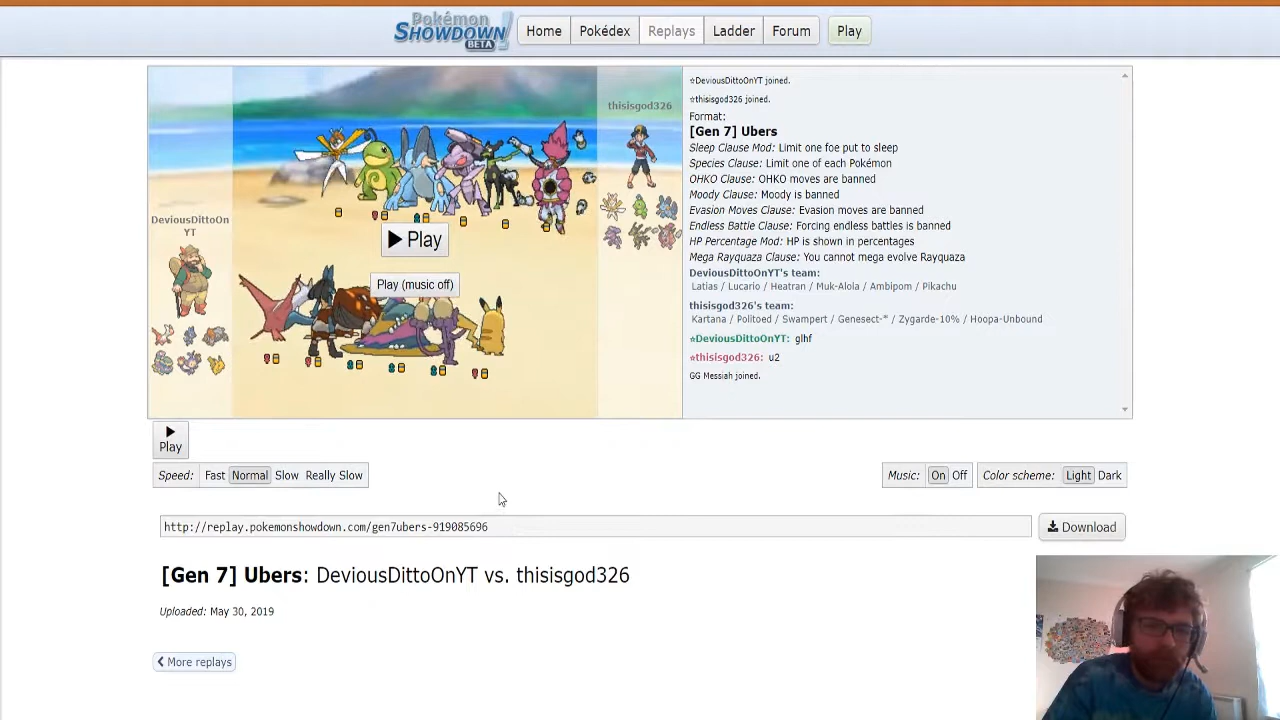 Pokémon
SHOWDOWN!
BETA
Home
Pokédex
Replays
Ladder
Forum
Play
thisisgod326
DeviousDittoOn
YT
Play
Play (music off)
☆DeviousDittoOnYT joined.
☆thisisgod326 joined.
Format:
[Gen 7] Ubers
Sleep Clause Mod: Limit one foe put to sleep
Species Clause: Limit one of each Pokémon
OHKO Clause: OHKO moves are banned
Moody Clause: Moody is banned
Evasion Moves Clause: Evasion moves are banned
Endless Battle Clause: Forcing endless battles is banned
HP Percentage Mod: HP is shown in percentages
Mega Rayquaza Clause: You cannot mega evolve Rayquaza
DeviousDittoOnYT's team:
Latias / Lucario / Heatran / Muk-Alola / Ambipom / Pikachu
thisisgod326's team:
Kartana / Politoed / Swampert / Genesect-* / Zygarde-10% / Hoopa-Unbound
☆DeviousDittoOnYT: glhf
☆thisisgod326: u2
GG Messiah joined.
Play
Speed: Fast Normal Slow Really Slow
Music: On Off
Color scheme: Light Dark
http://replay.pokemonshowdown.com/gen7ubers-919085696
Download
[Gen 7] Ubers: DeviousDittoOnYT vs. thisisgod326
Uploaded: May 30, 2019
More replays